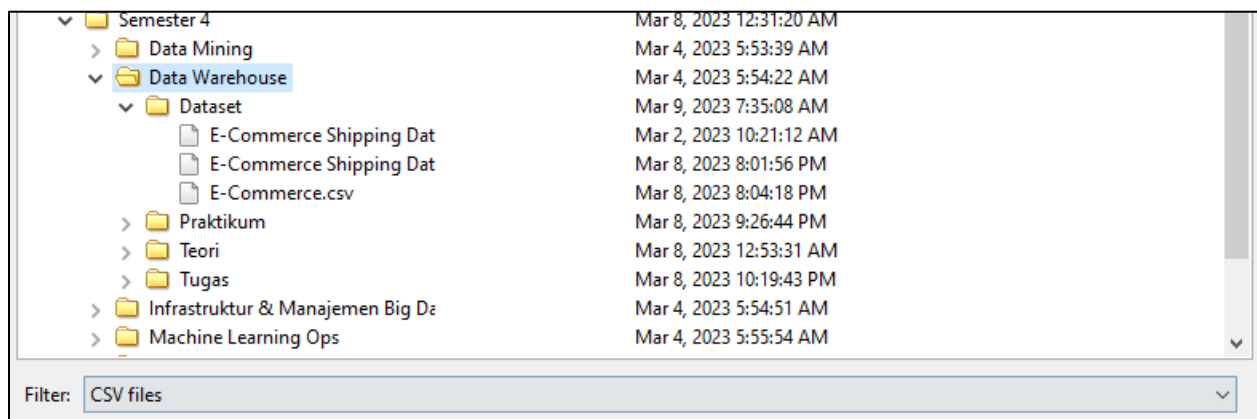 Semester 4 Mar 8, 2023 12:31:20 AM
Data Mining Mar 4, 2023 5:53:39 AM
Data Warehouse Mar 4, 2023 5:54:22 AM
Dataset Mar 9, 2023 7:35:08 AM
E-Commerce Shipping Dat Mar 2, 2023 10:21:12 AM
E-Commerce Shipping Dat Mar 8, 2023 8:01:56 PM
E-Commerce.csv Mar 8, 2023 8:04:18 PM
Praktikum Mar 8, 2023 9:26:44 PM
Teori Mar 8, 2023 12:53:31 AM
Tugas Mar 8, 2023 10:19:43 PM
Infrastruktur & Manajemen Big Da Mar 4, 2023 5:54:51 AM
Machine Learning Ops Mar 4, 2023 5:55:54 AM
Filter: CSV files